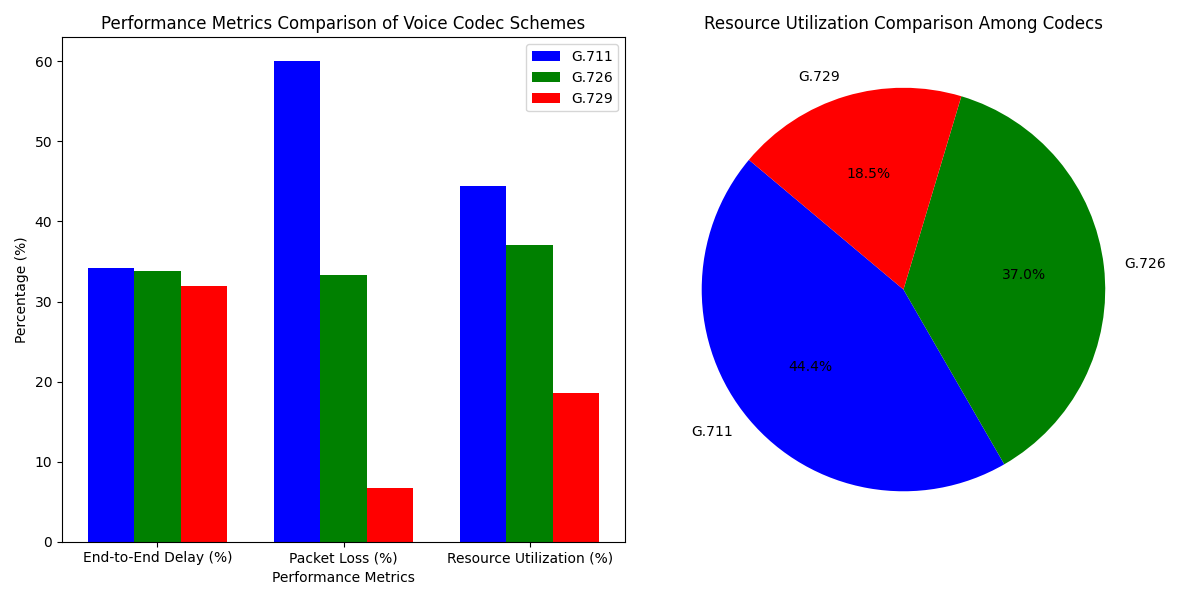 Performance Metrics Comparison of Voice Codec Schemes
G.711
G.726
G.729
60
50
40
30
20
10
0
Percentage (%)
End-to-End Delay (%)
Packet Loss (%)
Resource Utilization (%)
Performance Metrics
Resource Utilization Comparison Among Codecs
G.729
18.5%
G.726
37.0%
44.4%
G.711